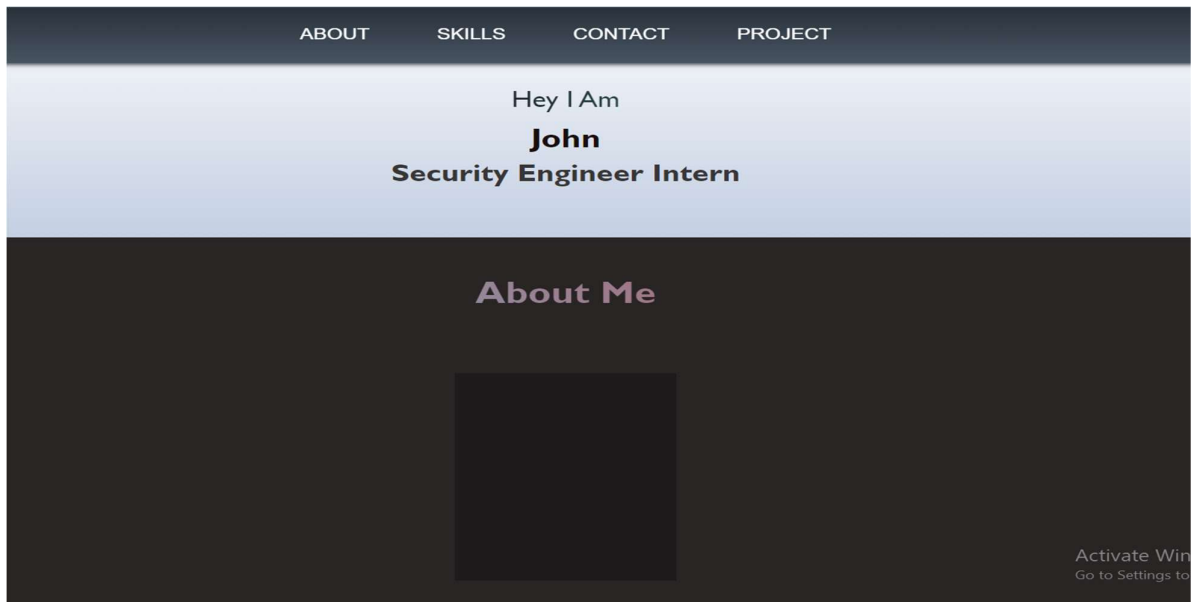 ABOUT SKILLS CONTACT PROJECT
Hey I Am
John
Security Engineer Intern
About Me
Activate Win
Go to Settings to